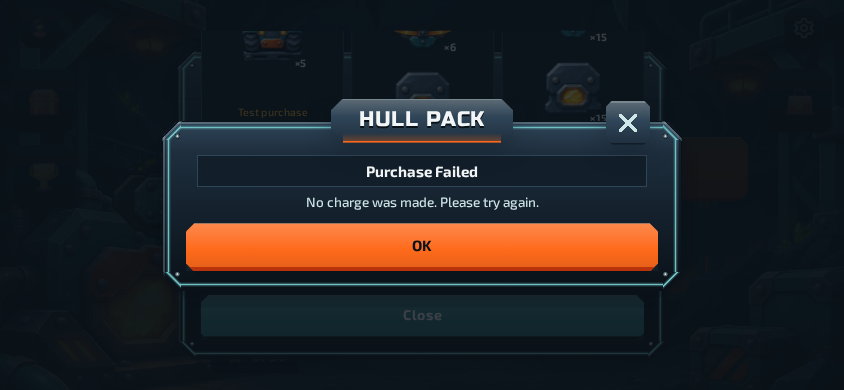 ×5
×6
×15
Test purchase
HULL PACK
Purchase Failed
No charge was made. Please try again.
OK
Close